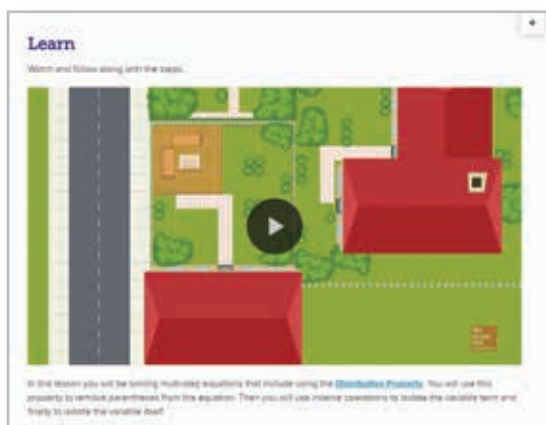 Learn
Watch and follow along with the steps.
In this lesson you will be solving multi-step equations that include using the Distributive Property. You will use this
property to remove parentheses from the equation. Then you will use inverse operations to isolate the variable term and
finally to isolate the variable itself.